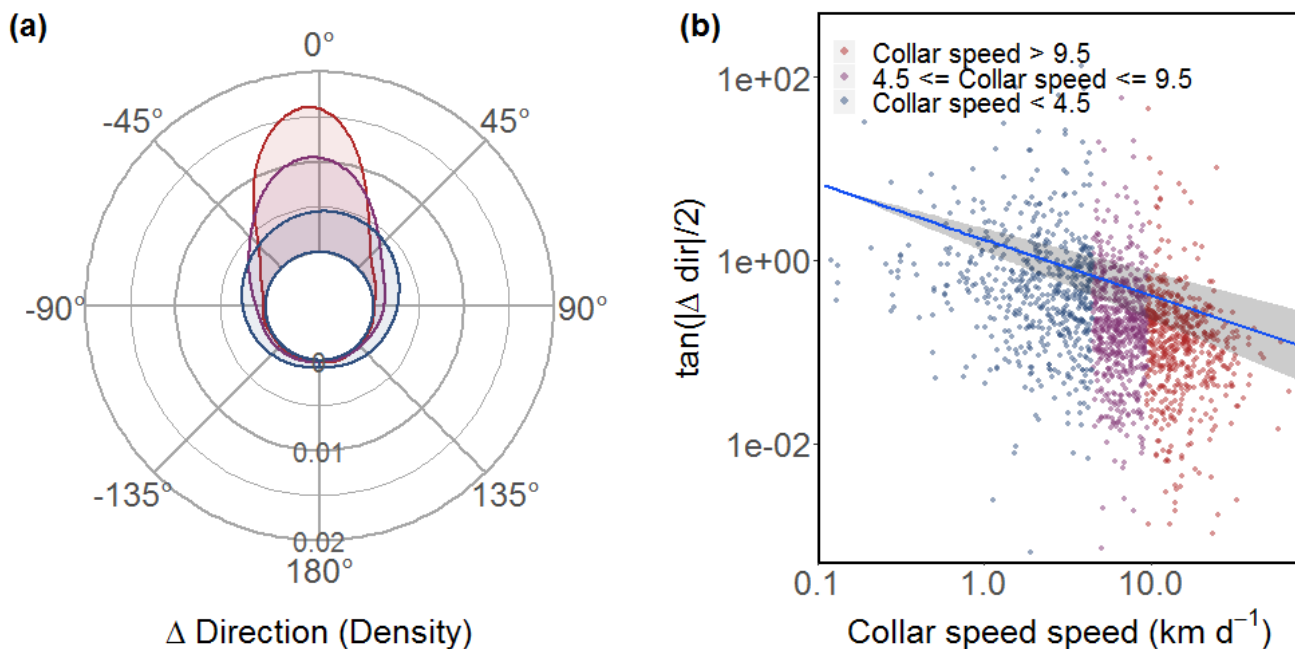 (a)
0°
-45°
45°
-90°
90°
0
0.01
-135°
135°
0.02
180°
Δ Direction (Density)
(b)
Collar speed > 9.5
4.5 <= Collar speed <= 9.5
Collar speed < 4.5
1e+02
1e+00
1e-02
tan(|Δ dir|/2)
0.1
1.0
10.0
Collar speed speed (km d⁻¹)